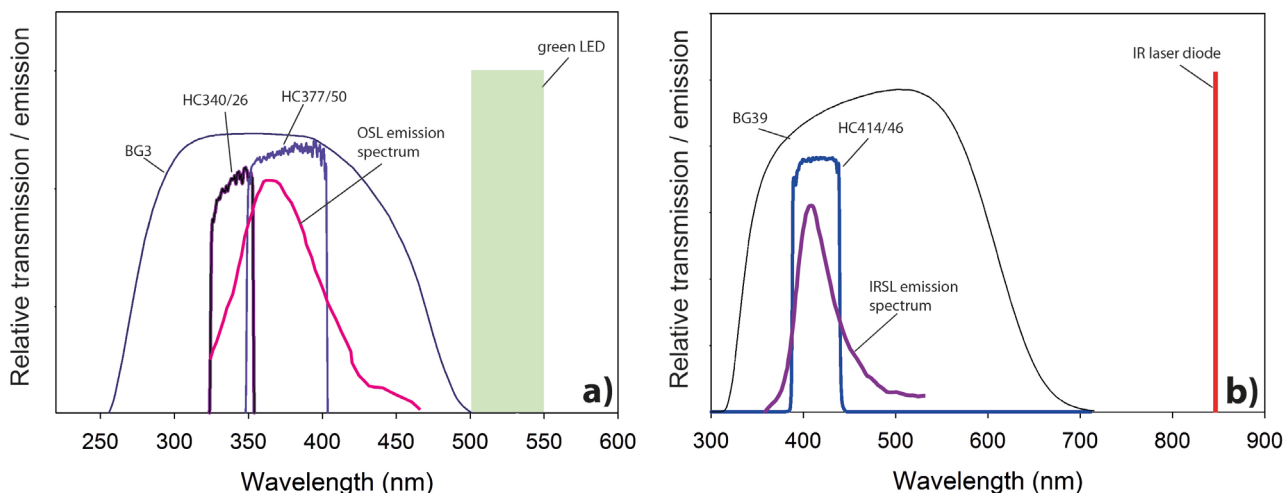 Relative transmission / emission
green LED
HC340/26
HC377/50
OSL emission
spectrum
BG3
a)
250 300 350 400 450 500 550 600
Wavelength (nm)
Relative transmission / emission
IR laser diode
BG39
HC414/46
IRSL emission
spectrum
b)
300 400 500 600 700 800 900
Wavelength (nm)